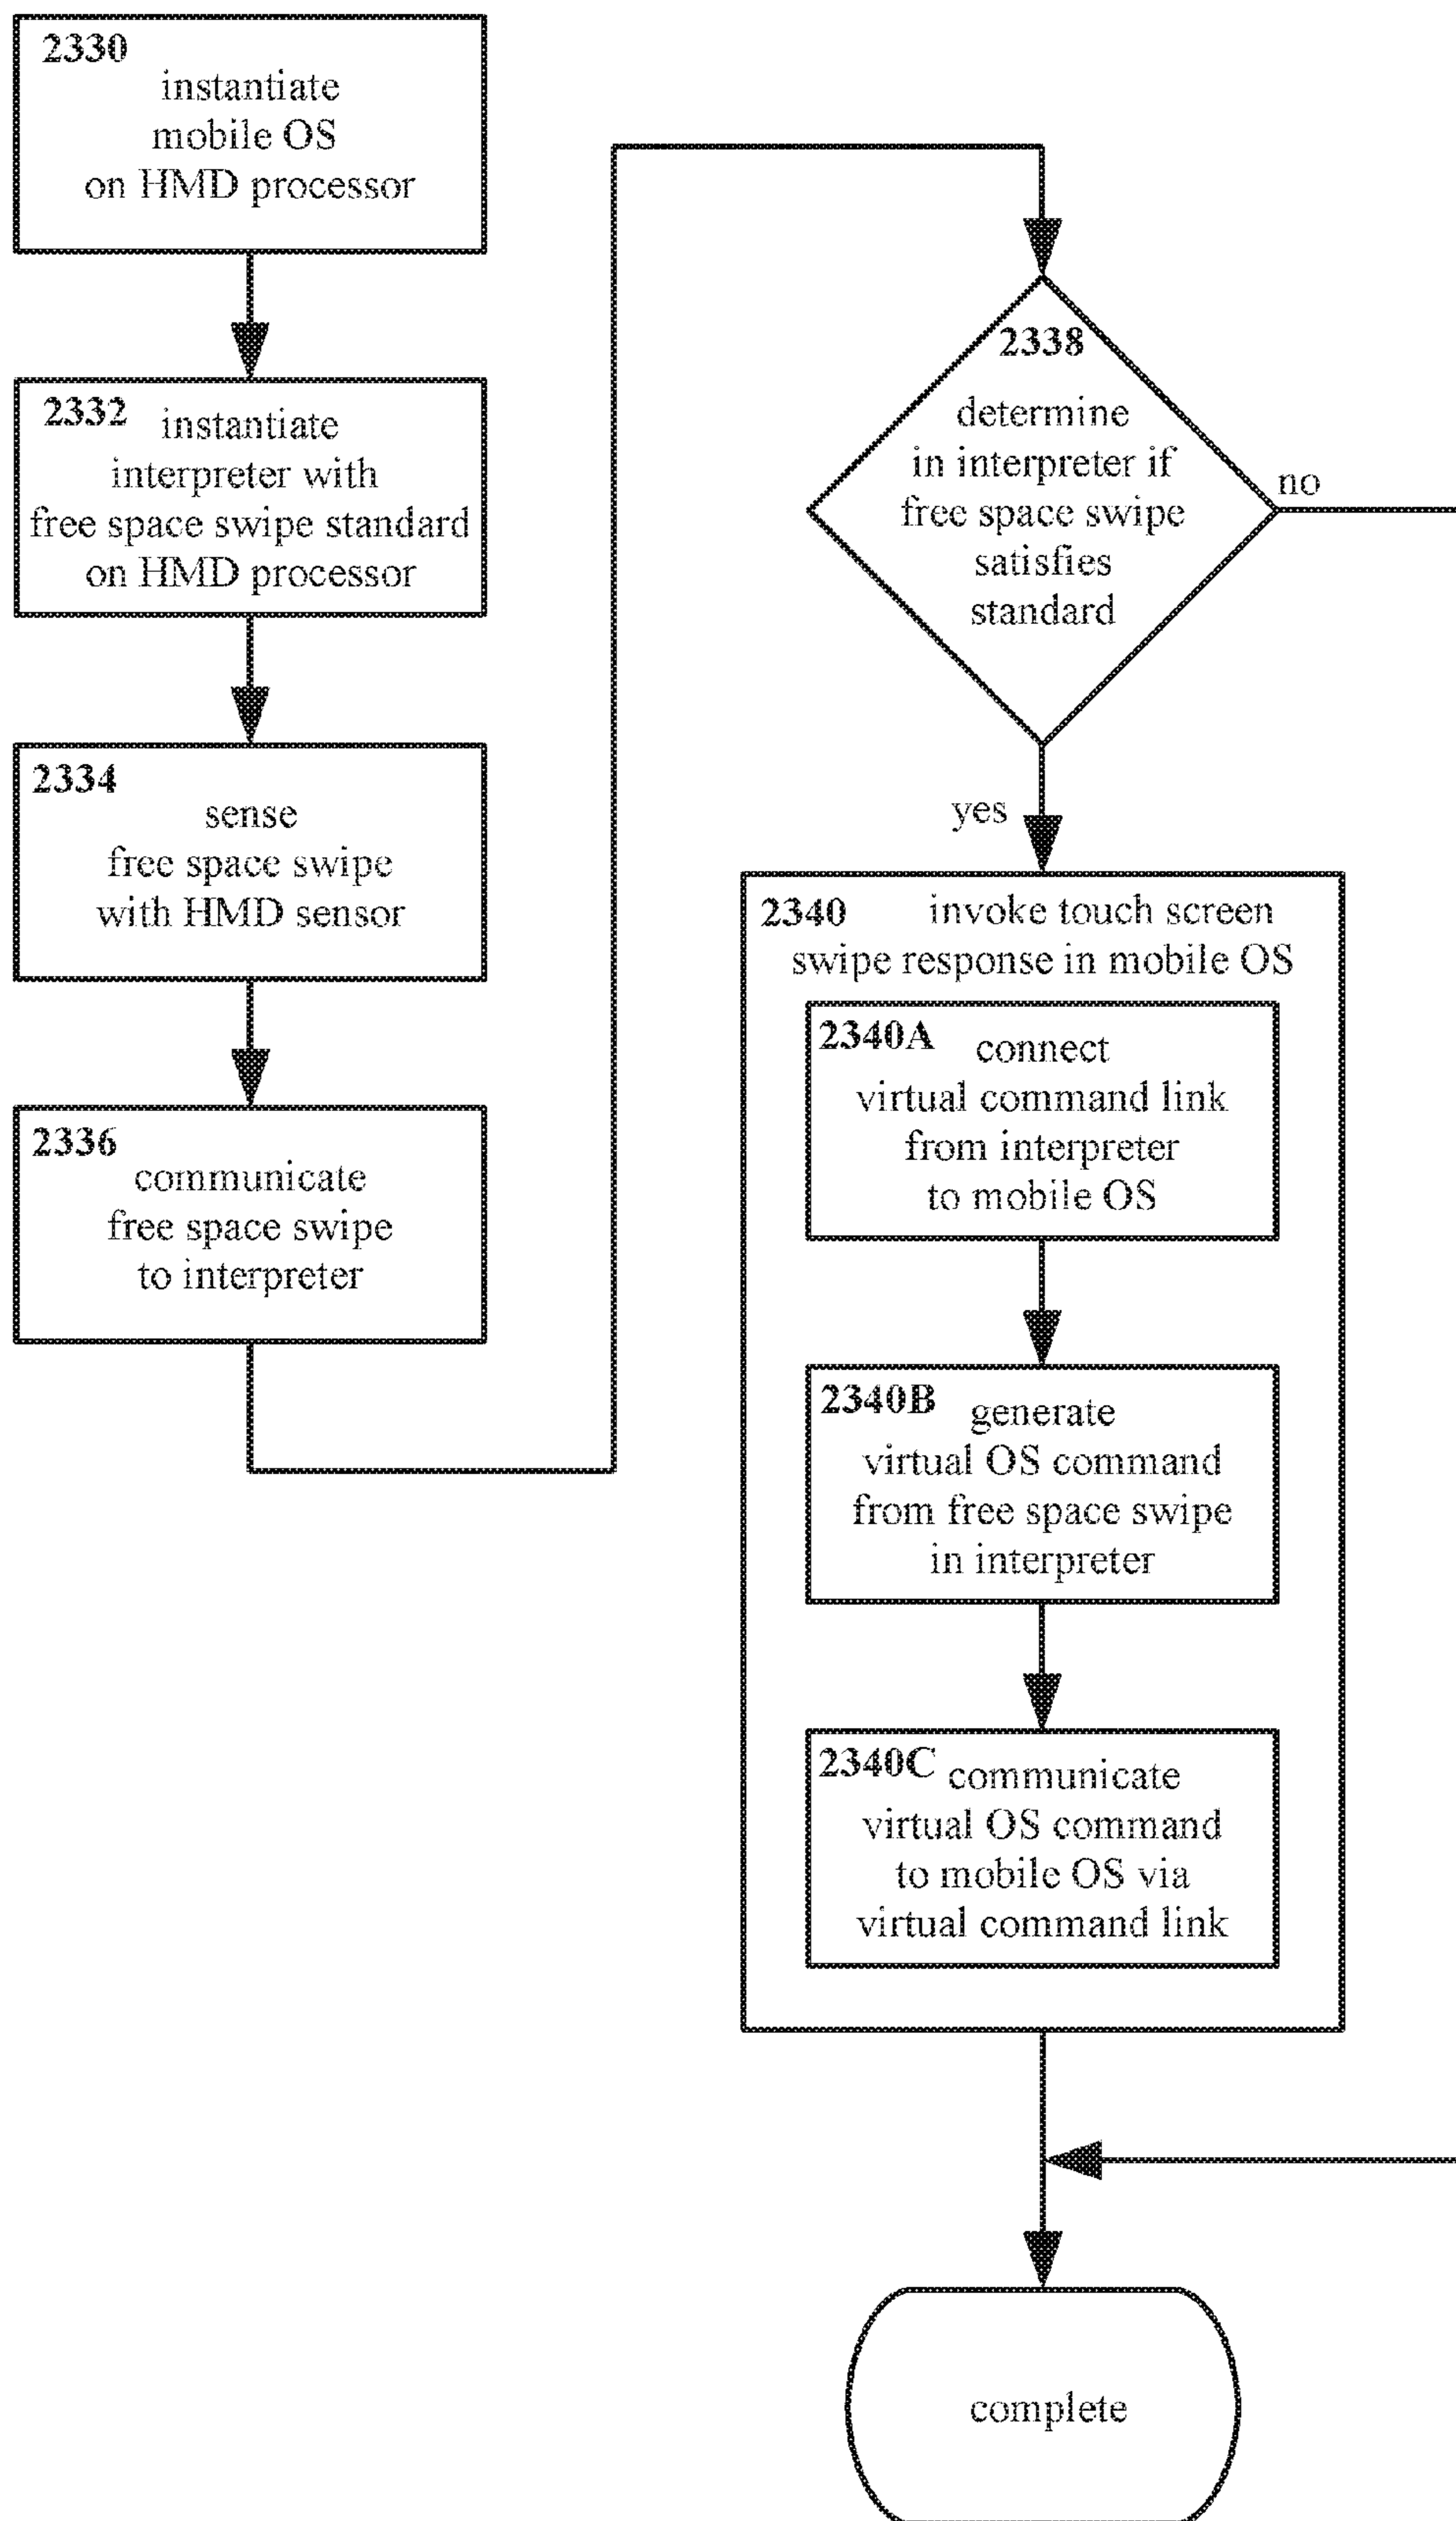 2330
instantiate
mobile OS
on HMD processor
2332 instantiate
interpreter with
free space swipe standard
on HMD processor
2334
sense
free space swipe
with HMD sensor
2336
communicate
free space swipe
to interpreter
2338
determine
in interpreter if
free space swipe
satisfies
standard
no
yes
2340 invoke touch screen
swipe response in mobile OS
2340A connect
virtual command link
from interpreter
to mobile OS
2340B generate
virtual OS command
from free space swipe
in interpreter
2340C communicate
virtual OS command
to mobile OS via
virtual command link
complete